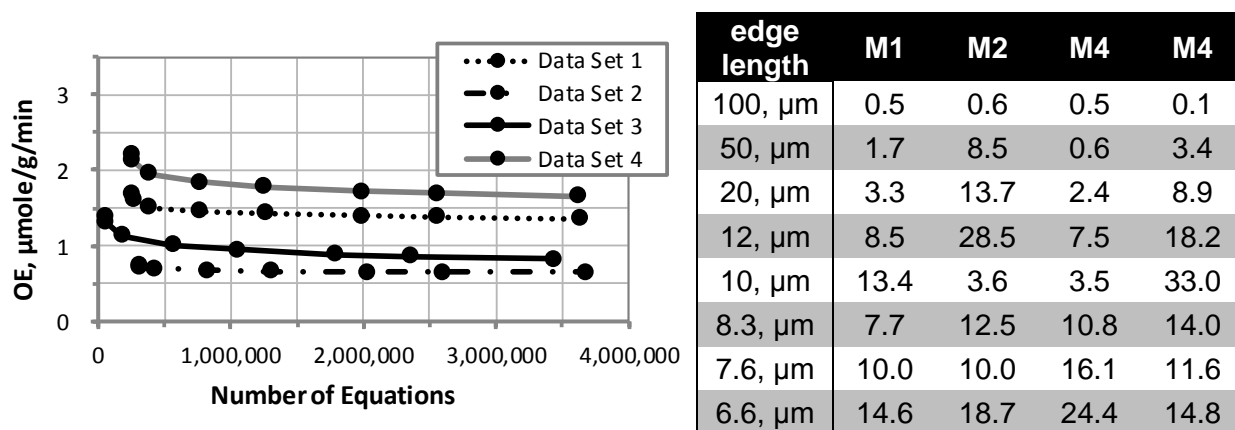 Data Set 1
Data Set 2
Data Set 3
Data Set 4
3
2
1
0
OE, µmole/g/min
0 1,000,000 2,000,000 3,000,000 4,000,000
Number of Equations
edge length M1 M2 M4 M4
100, µm 0.5 0.6 0.5 0.1
50, µm 1.7 8.5 0.6 3.4
20, µm 3.3 13.7 2.4 8.9
12, µm 8.5 28.5 7.5 18.2
10, µm 13.4 3.6 3.5 33.0
8.3, µm 7.7 12.5 10.8 14.0
7.6, µm 10.0 10.0 16.1 11.6
6.6, µm 14.6 18.7 24.4 14.8